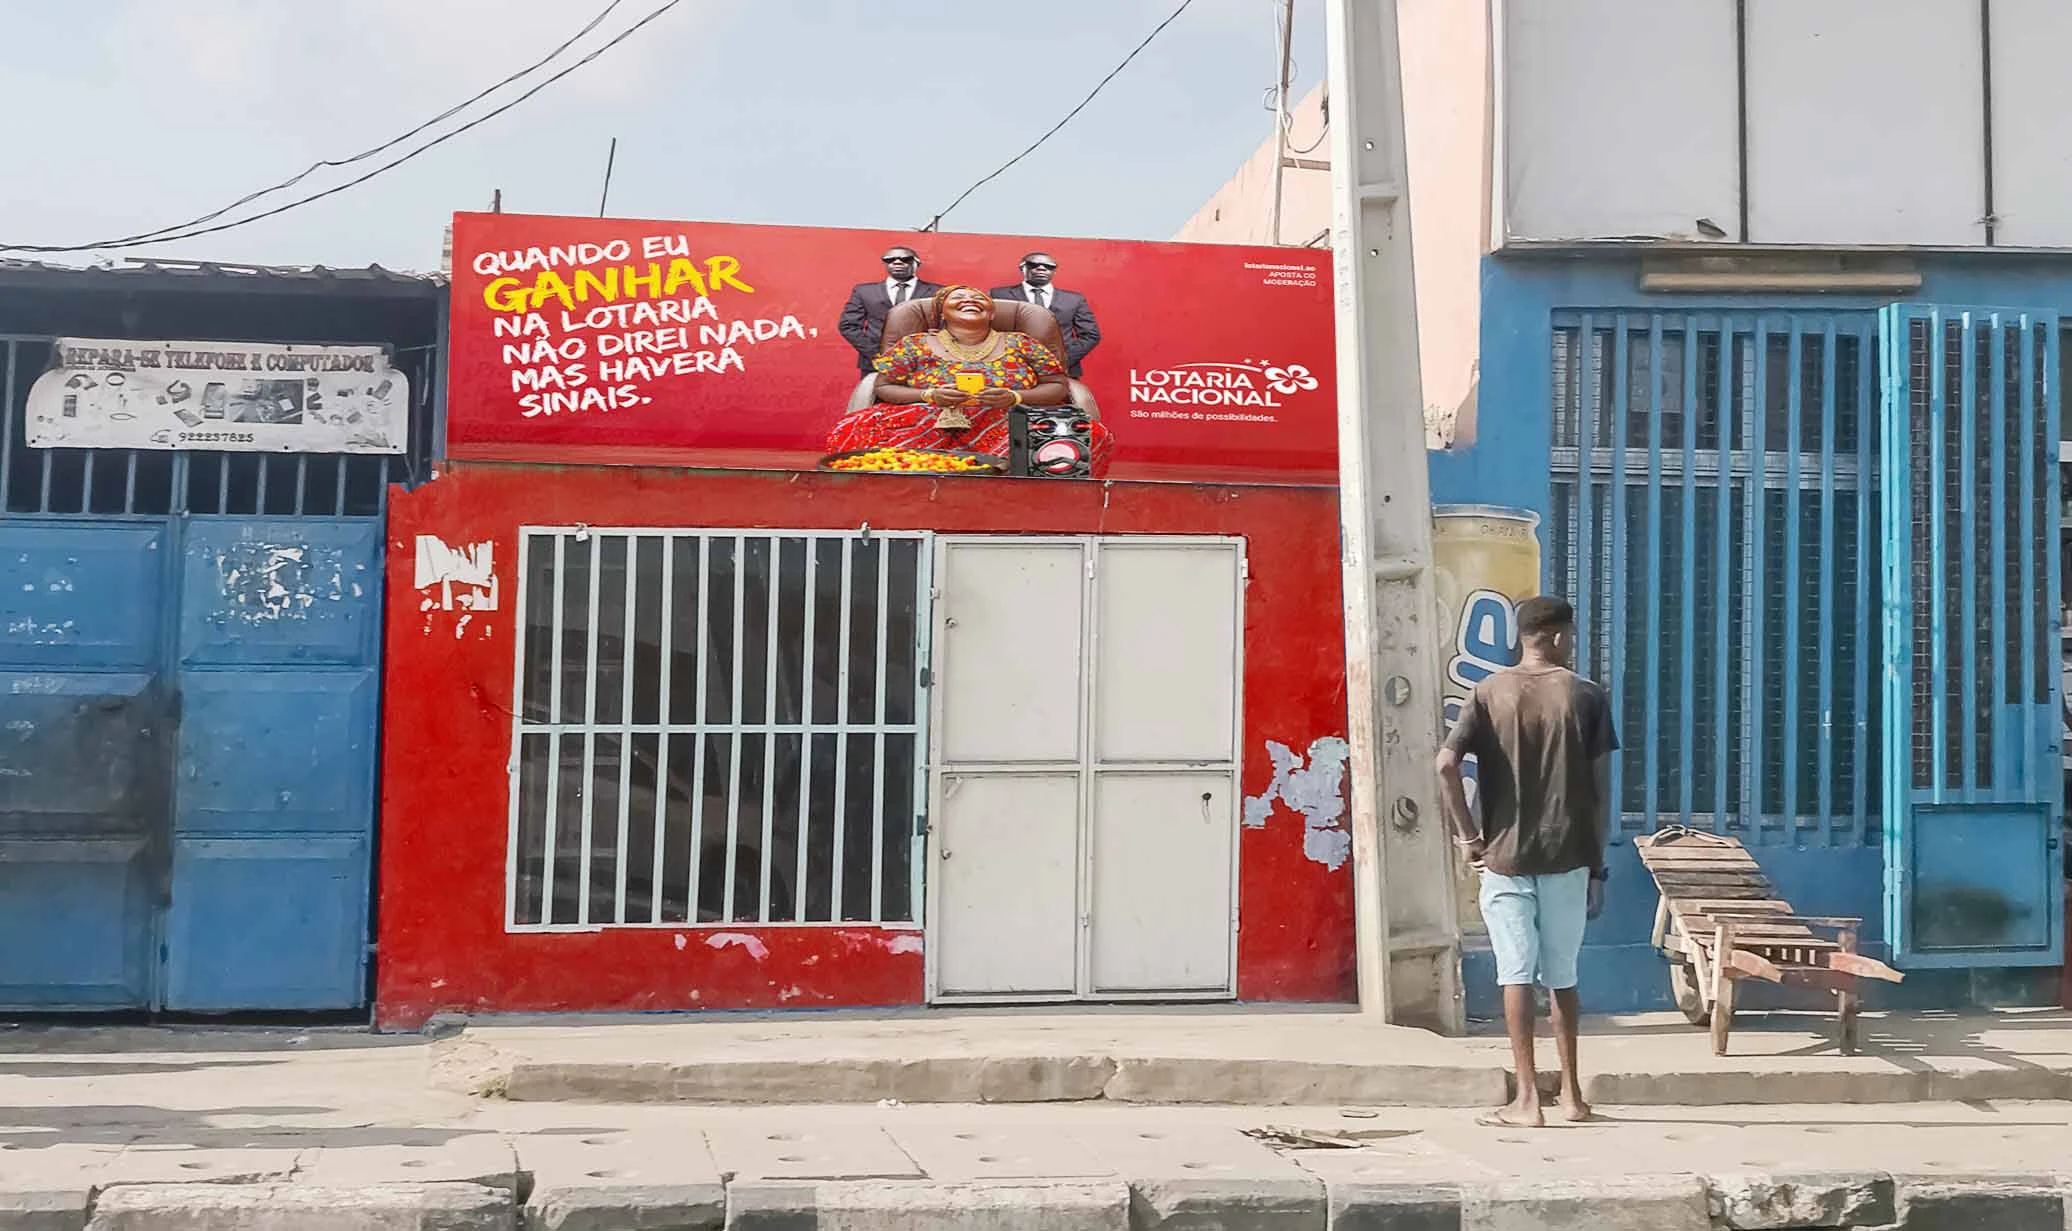 REPARA-SE TELEFONE E COMPUTADOR
922237825
QUANDO EU
GANHAR
NA LOTARIA
NÃO DIREI NADA,
MAS HAVERÁ
SINAIS.
lotarianacional.ao
APOSTA CO
MODERAÇÃO
LOTARIA
NACIONAL
São milhões de possibilidades.